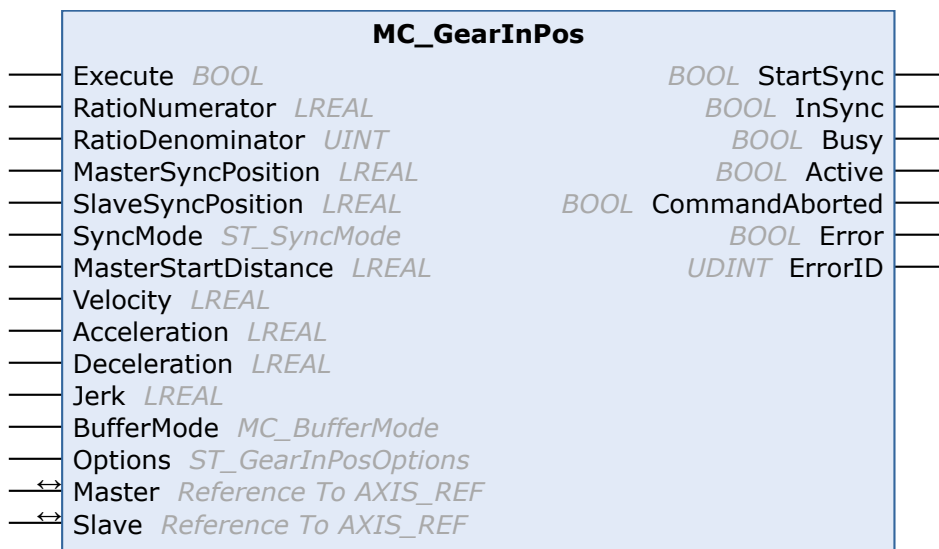 MC_GearInPos
Execute BOOL BOOL StartSync
RatioNumerator LREAL BOOL InSync
RatioDenominator UINT BOOL Busy
MasterSyncPosition LREAL BOOL Active
SlaveSyncPosition LREAL BOOL CommandAborted
SyncMode ST_SyncMode BOOL Error
MasterStartDistance LREAL UDINT ErrorID
Velocity LREAL
Acceleration LREAL
Deceleration LREAL
Jerk LREAL
BufferMode MC_BufferMode
Options ST_GearInPosOptions
Master Reference To AXIS_REF
Slave Reference To AXIS_REF